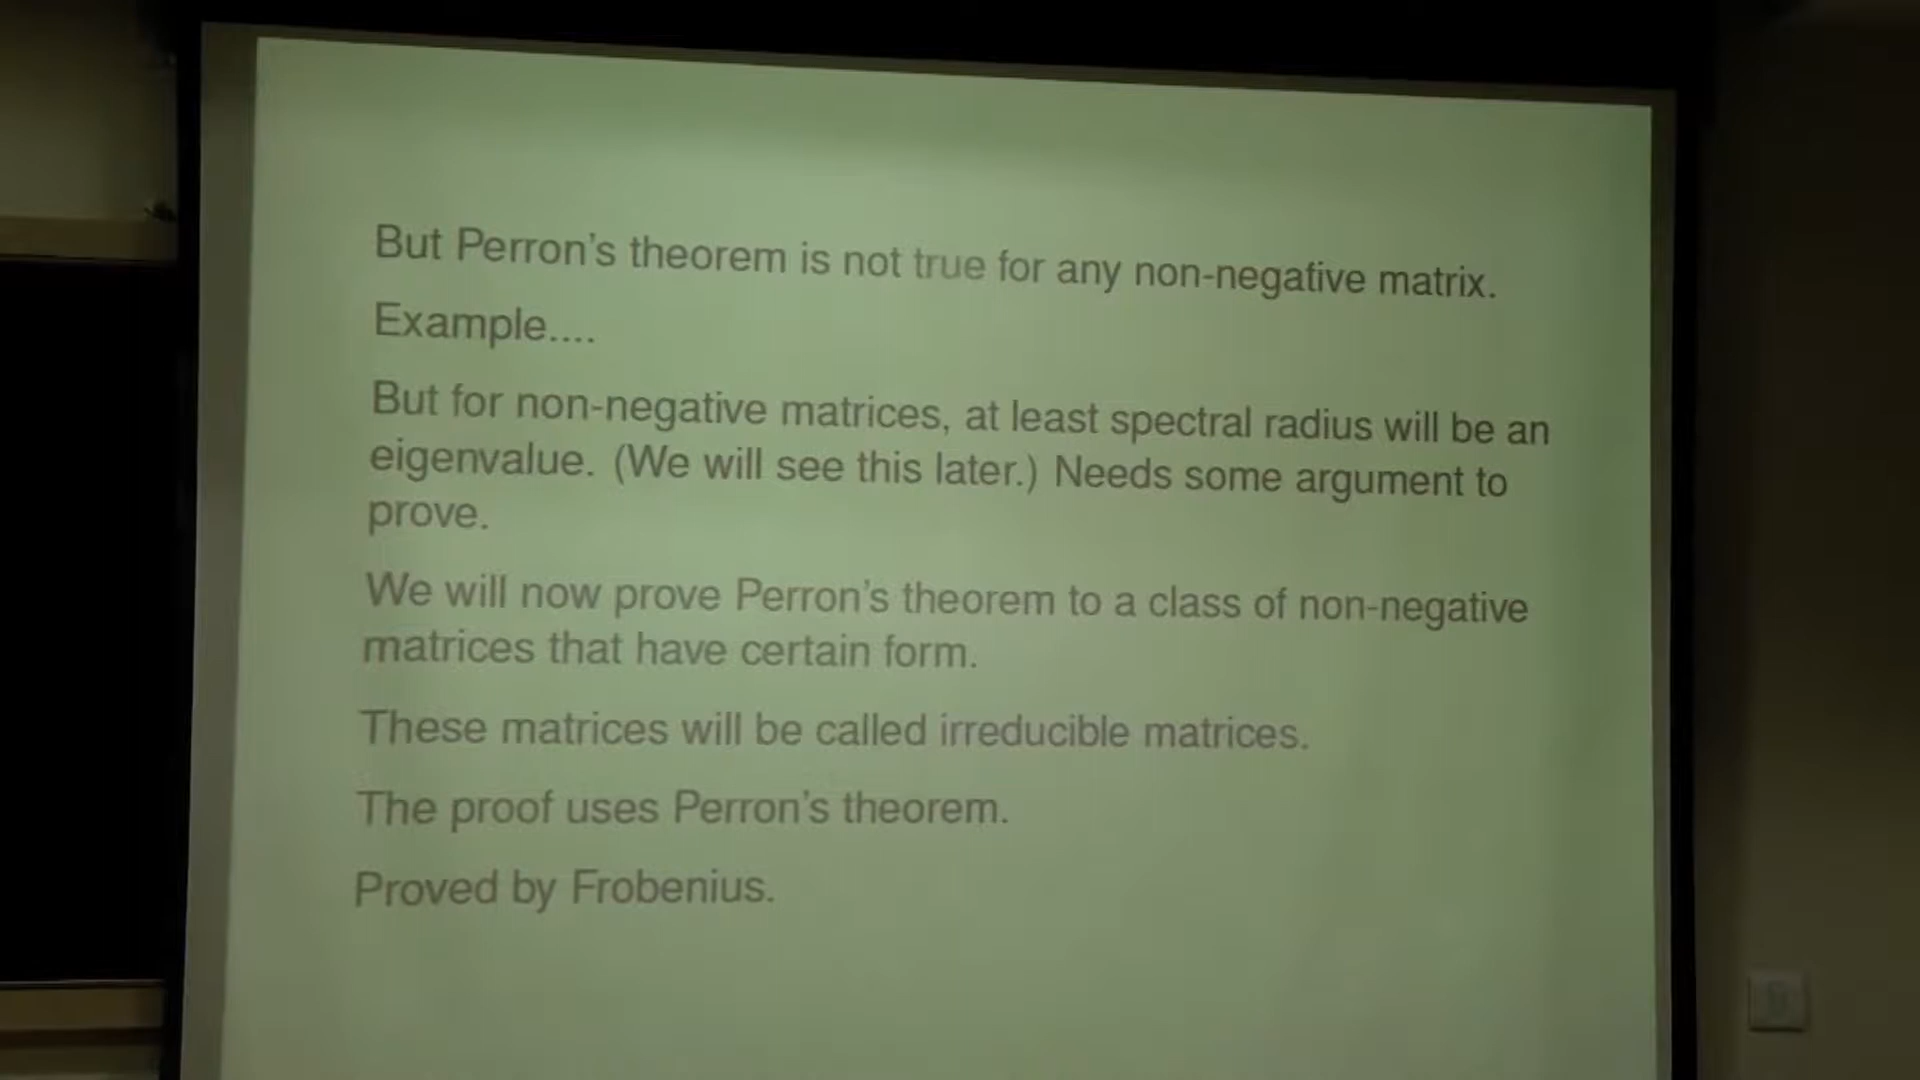 But Perron's theorem is not true for any non-negative matrix.
Example....
But for non-negative matrices, at least spectral radius will be an
eigenvalue. (We will see this later.) Needs some argument to
prove.
We will now prove Perron's theorem to a class of non-negative
matrices that have certain form.
These matrices will be called irreducible matrices.
The proof uses Perron's theorem.
Proved by Frobenius.